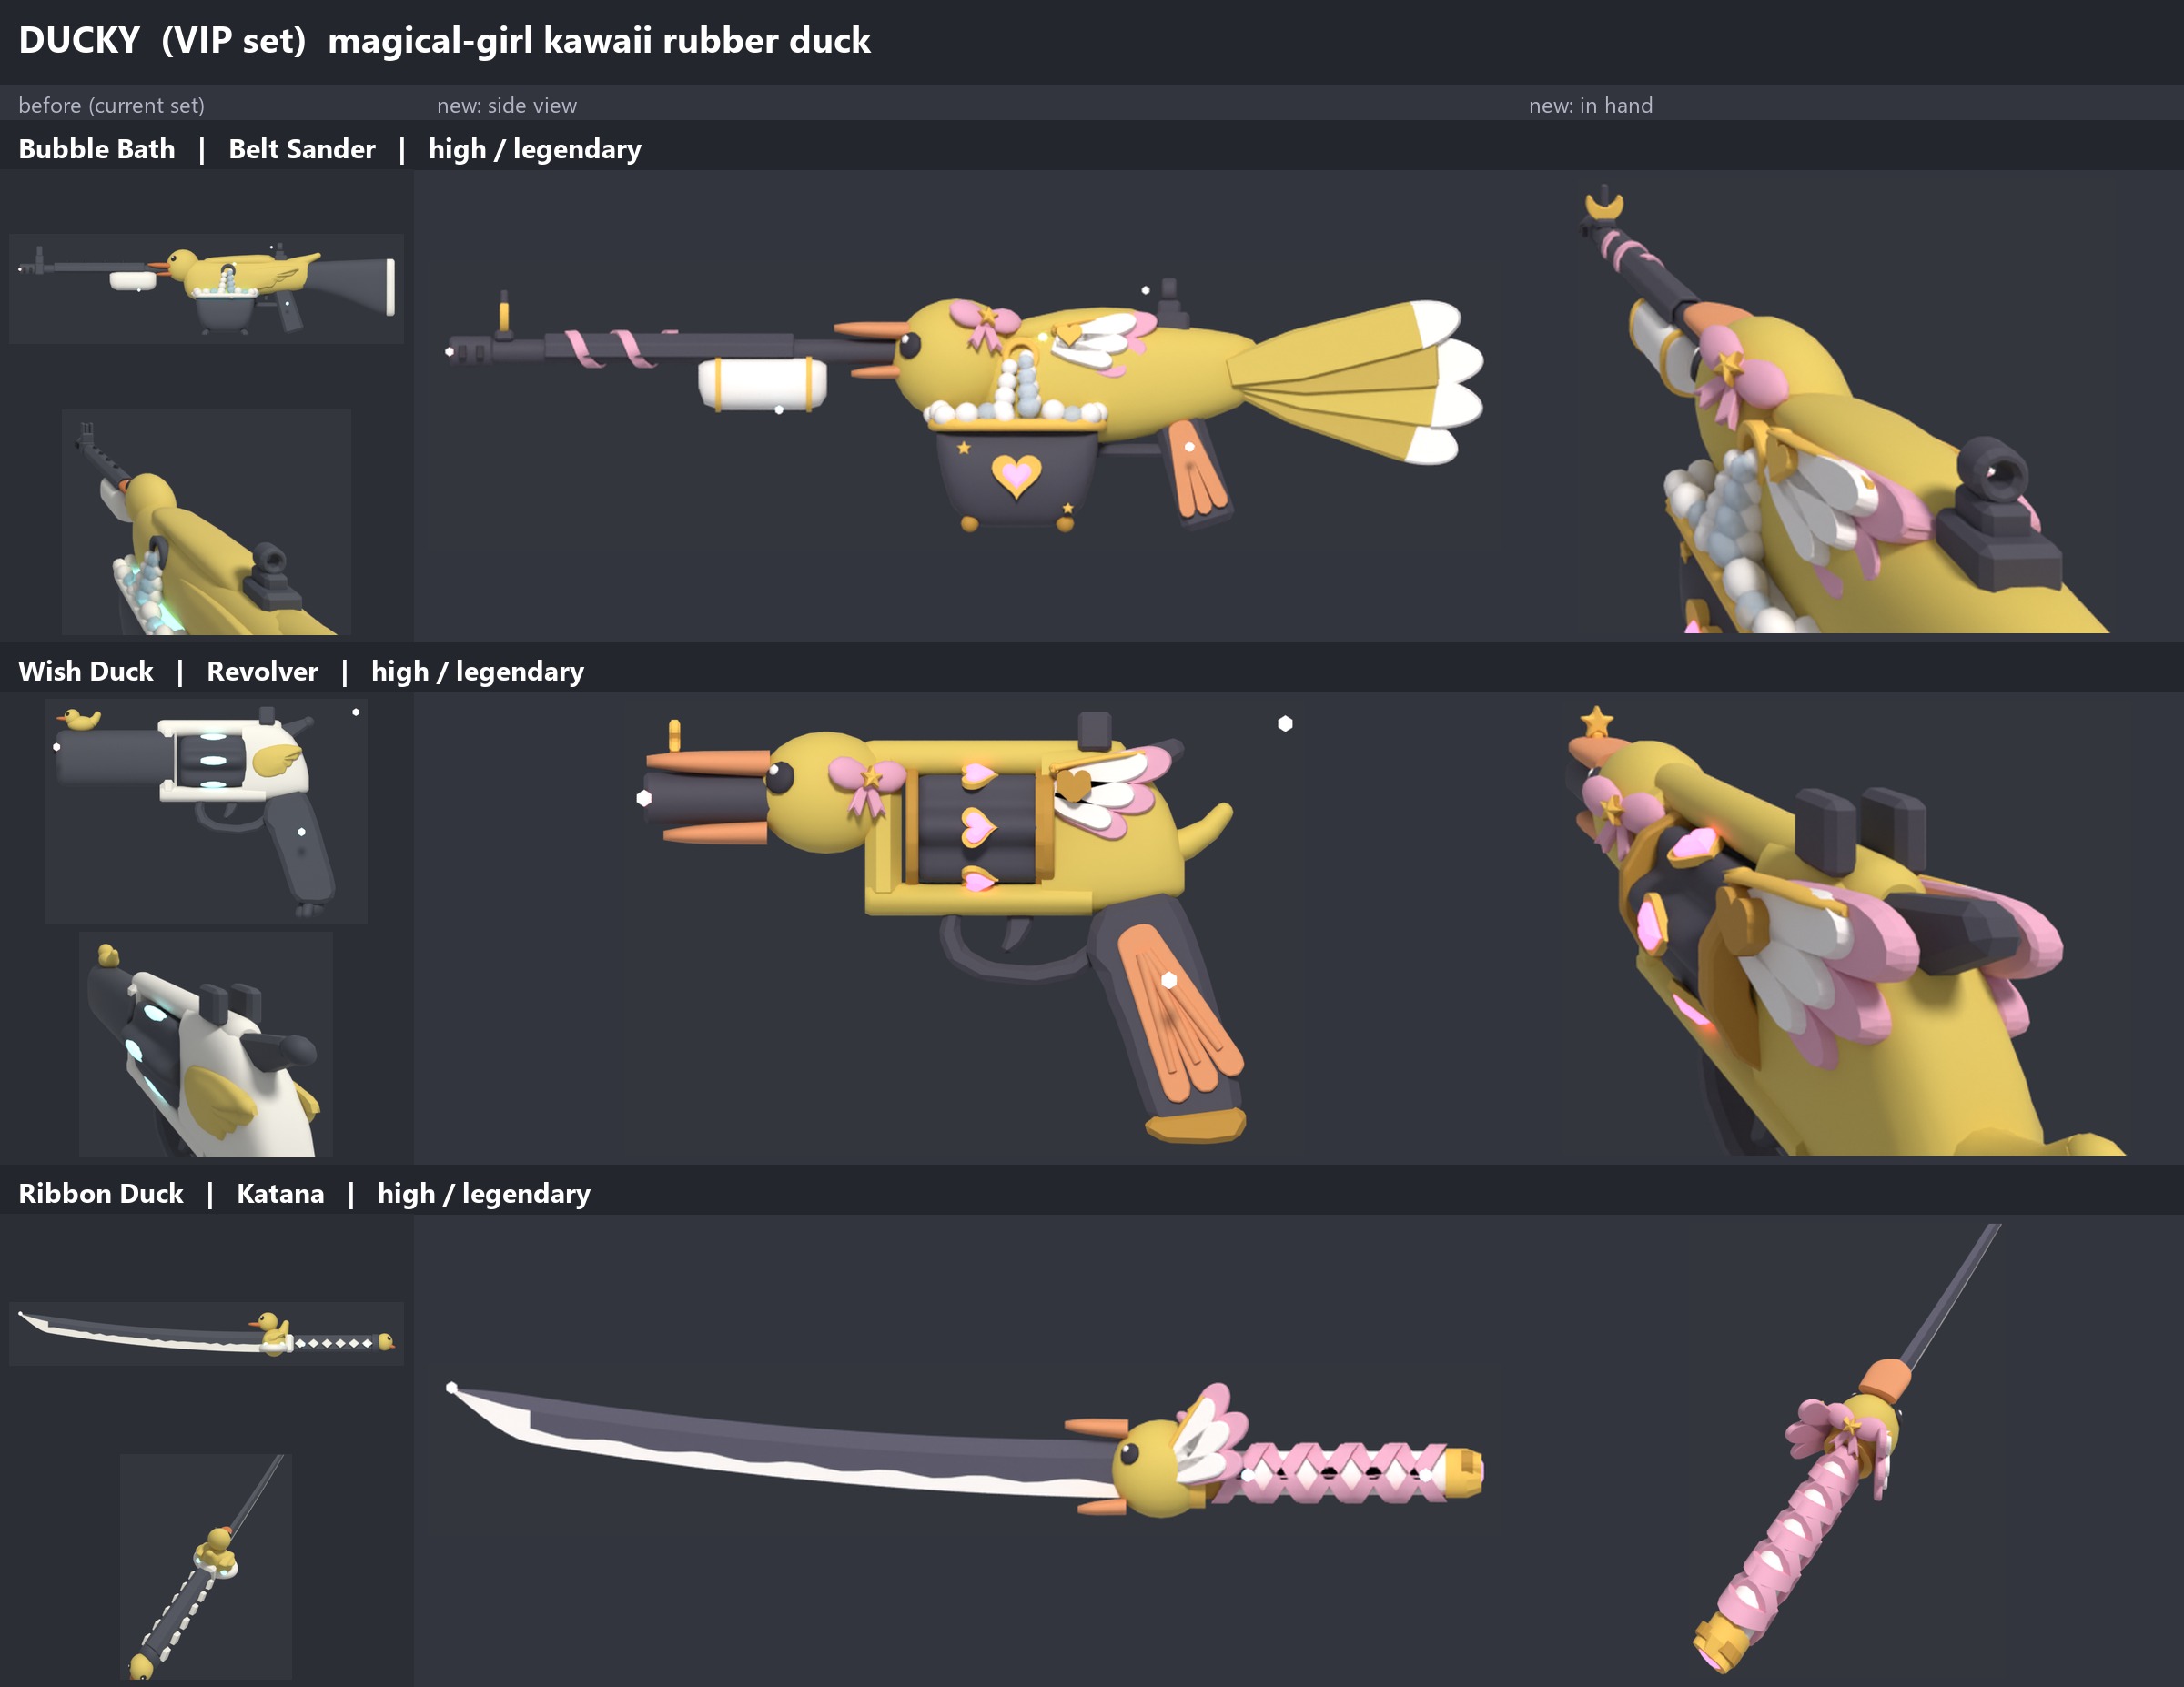 DUCKY (VIP set) magical-girl kawaii rubber duck
before (current set) new: side view new: in hand
Bubble Bath | Belt Sander | high / legendary
Wish Duck | Revolver | high / legendary
Ribbon Duck | Katana | high / legendary